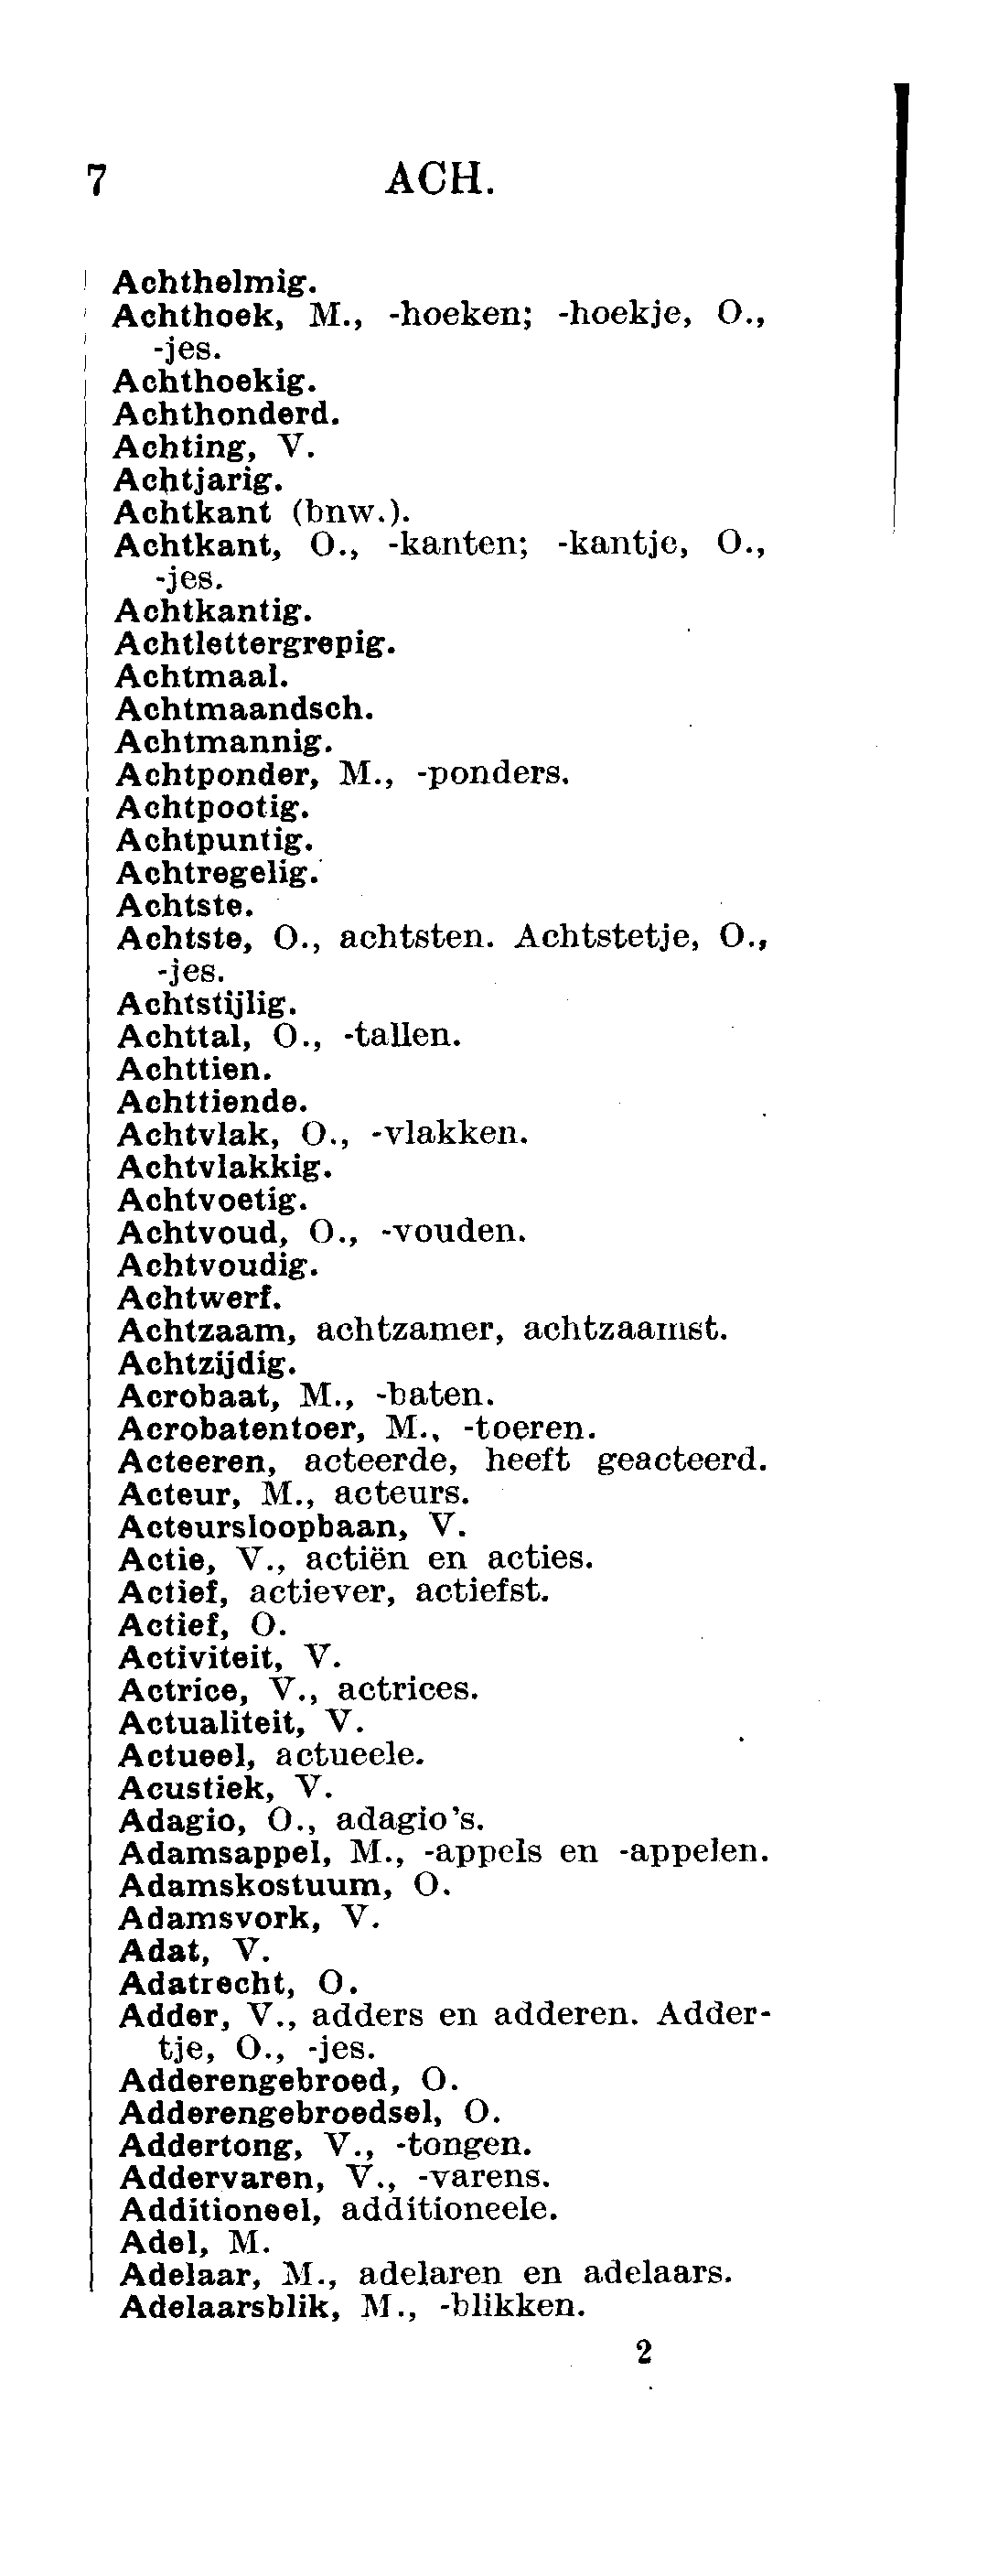 7 ACH.
Achthelmig.
Achthoek, M., -hoeken; -hoekje, O.,
-jes.
Achthoekig.
Achthonderd.
Achting, V.
Achtjarig.
Achtkant (bnw.).
Achtkant, O., -kanten; -kantje, O.,
-jes.
Achtkantig.
Achtlettergrepig.
Achtmaal.
Achtmaandsch.
Achtmannig.
Achtponder, M., -ponders.
Achtpootig.
Achtpuntig.
Achtregelig.
Achtste.
Achtste, O., achtsten. Achtstetje, O.,
-jes.
Achtstijlig.
Achttal, O., -tallen.
Achttien.
Achttiende.
Achtvlak, O., -vlakken.
Achtvlakkig.
Achtvoetig.
Achtvoud, O., -vouden.
Achtvoudig.
Achtwerf.
Achtzaam, achtzamer, achtzaamst.
Achtzijdig.
Acrobaat, M., -baten.
Acrobatentoer, M., -toeren.
Acteeren, acteerde, heeft geacteerd.
Acteur, M., acteurs.
Acteursloopbaan, V.
Actie, V., actiën en acties.
Actief, actiever, actiefst.
Actief, O.
Activiteit, V.
Actrice, V., actrices.
Actualiteit, V.
Actueel, actueele.
Acustiek, V.
Adagio, O., adagio's.
Adamsappel, M., -appels en -appelen.
Adamskostuum, O.
Adamsvork, V.
Adat, V.
Adatrecht, O.
Adder, V., adders en adderen. Adder-
tje, O., -jes.
Adderengebroed, O.
Adderengebroedsel, O.
Addertong, V., -tongen.
Addervaren, V., -varens.
Additioneel, additioneele.
Adel, M.
Adelaar, M., adelaren en adelaars.
Adelaarsblik, M., -blikken.
2